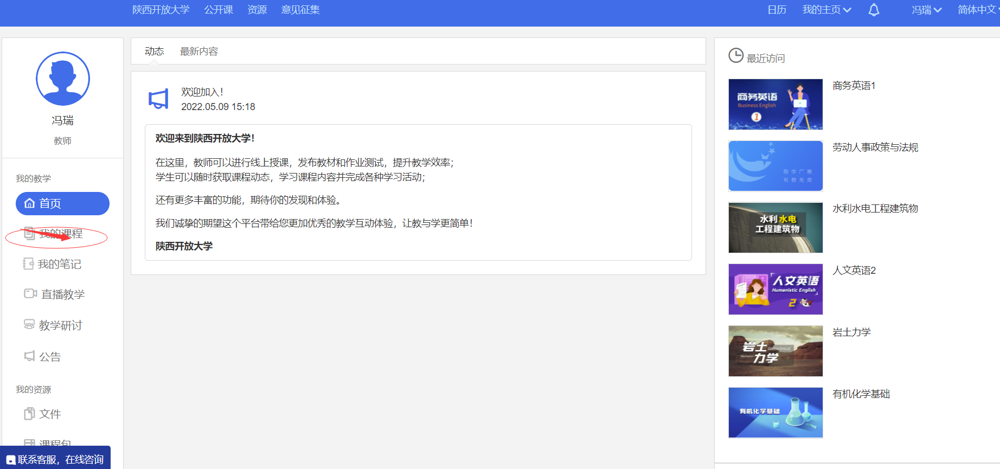 陕西开放大学 公开课 资源 意见征集 日历 我的主页 冯瑞 简体中文
冯瑞
教师
我的教学
首页
我的课程
我的笔记
直播教学
教学研讨
公告
我的资源
文件
课程包
联系客服，在线咨询
动态 最新内容
欢迎加入！
2022.05.09 15:18
欢迎来到陕西开放大学！
在这里，教师可以进行线上授课，发布教材和作业测试，提升教学效率；
学生可以随时获取课程动态，学习课程内容并完成各种学习活动；
还有更多丰富的功能，期待你的发现和体验。
我们诚挚的期望这个平台带给您更加优秀的教学互动体验，让教与学更简单！
陕西开放大学
最近访问
商务英语
Business English
1
商务英语1
敬学广惠
有教无类
劳动人事政策与法规
水利水电
工程建筑物
水利水电工程建筑物
人文英语
Humanistic English
2
人文英语2
岩土
Geotechnical
力学
岩土力学
有机化学基础
有机化学基础